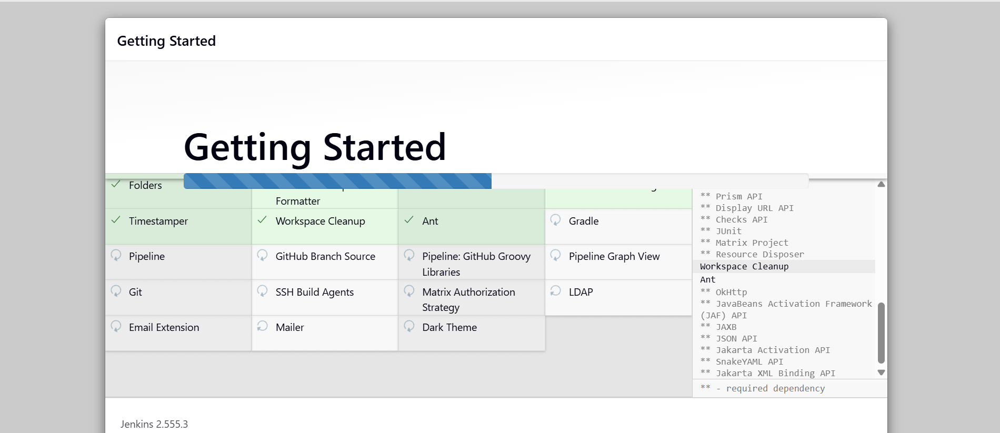 Getting Started
Getting Started
Folders
Formatter
Timestamper
Workspace Cleanup
Ant
Gradle
Pipeline
GitHub Branch Source
Pipeline: GitHub Groovy
Libraries
Pipeline Graph View
Git
SSH Build Agents
Matrix Authorization
Strategy
LDAP
Email Extension
Mailer
Dark Theme
** Prism API
** Display URL API
** Checks API
** JUnit
** Matrix Project
** Resource Disposer
Workspace Cleanup
Ant
** OkHttp
** JavaBeans Activation Framework
(JAF) API
** JAXB
** JSON API
** Jakarta Activation API
** SnakeYAML API
** Jakarta XML Binding API
** - required dependency
Jenkins 2.555.3